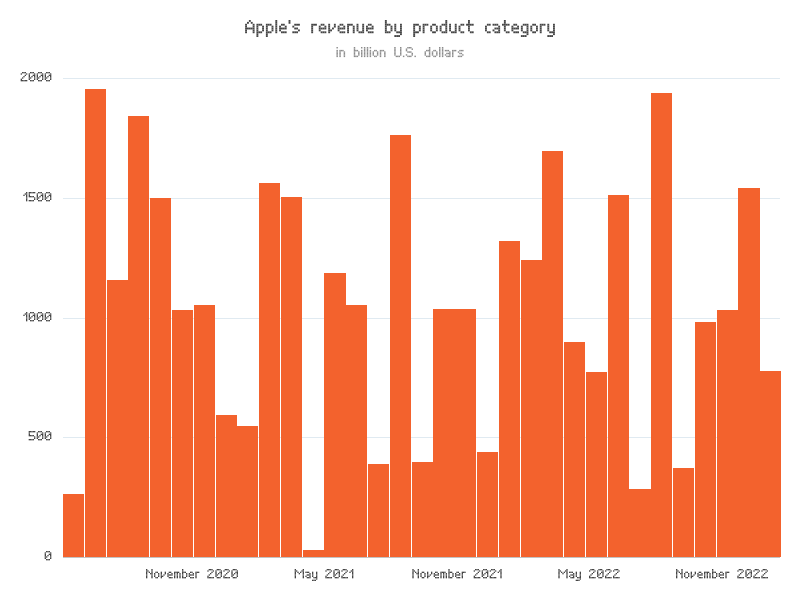 Apple's revenue by product category
in billion U.S. dollars
2000
1500
1000
500
0
November 2020 May 2021 November 2021 May 2022 November 2022